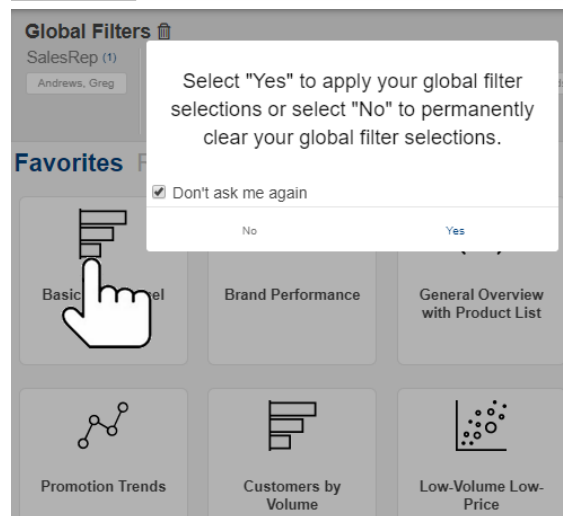 Global Filters
SalesRep (1)
Andrews, Greg
Select "Yes" to apply your global filter
selections or select "No" to permanently
clear your global filter selections.
Don't ask me again
No
Yes
Favorites
Basic
Brand Performance
General Overview
with Product List
Promotion Trends
Customers by
Volume
Low-Volume Low-
Price